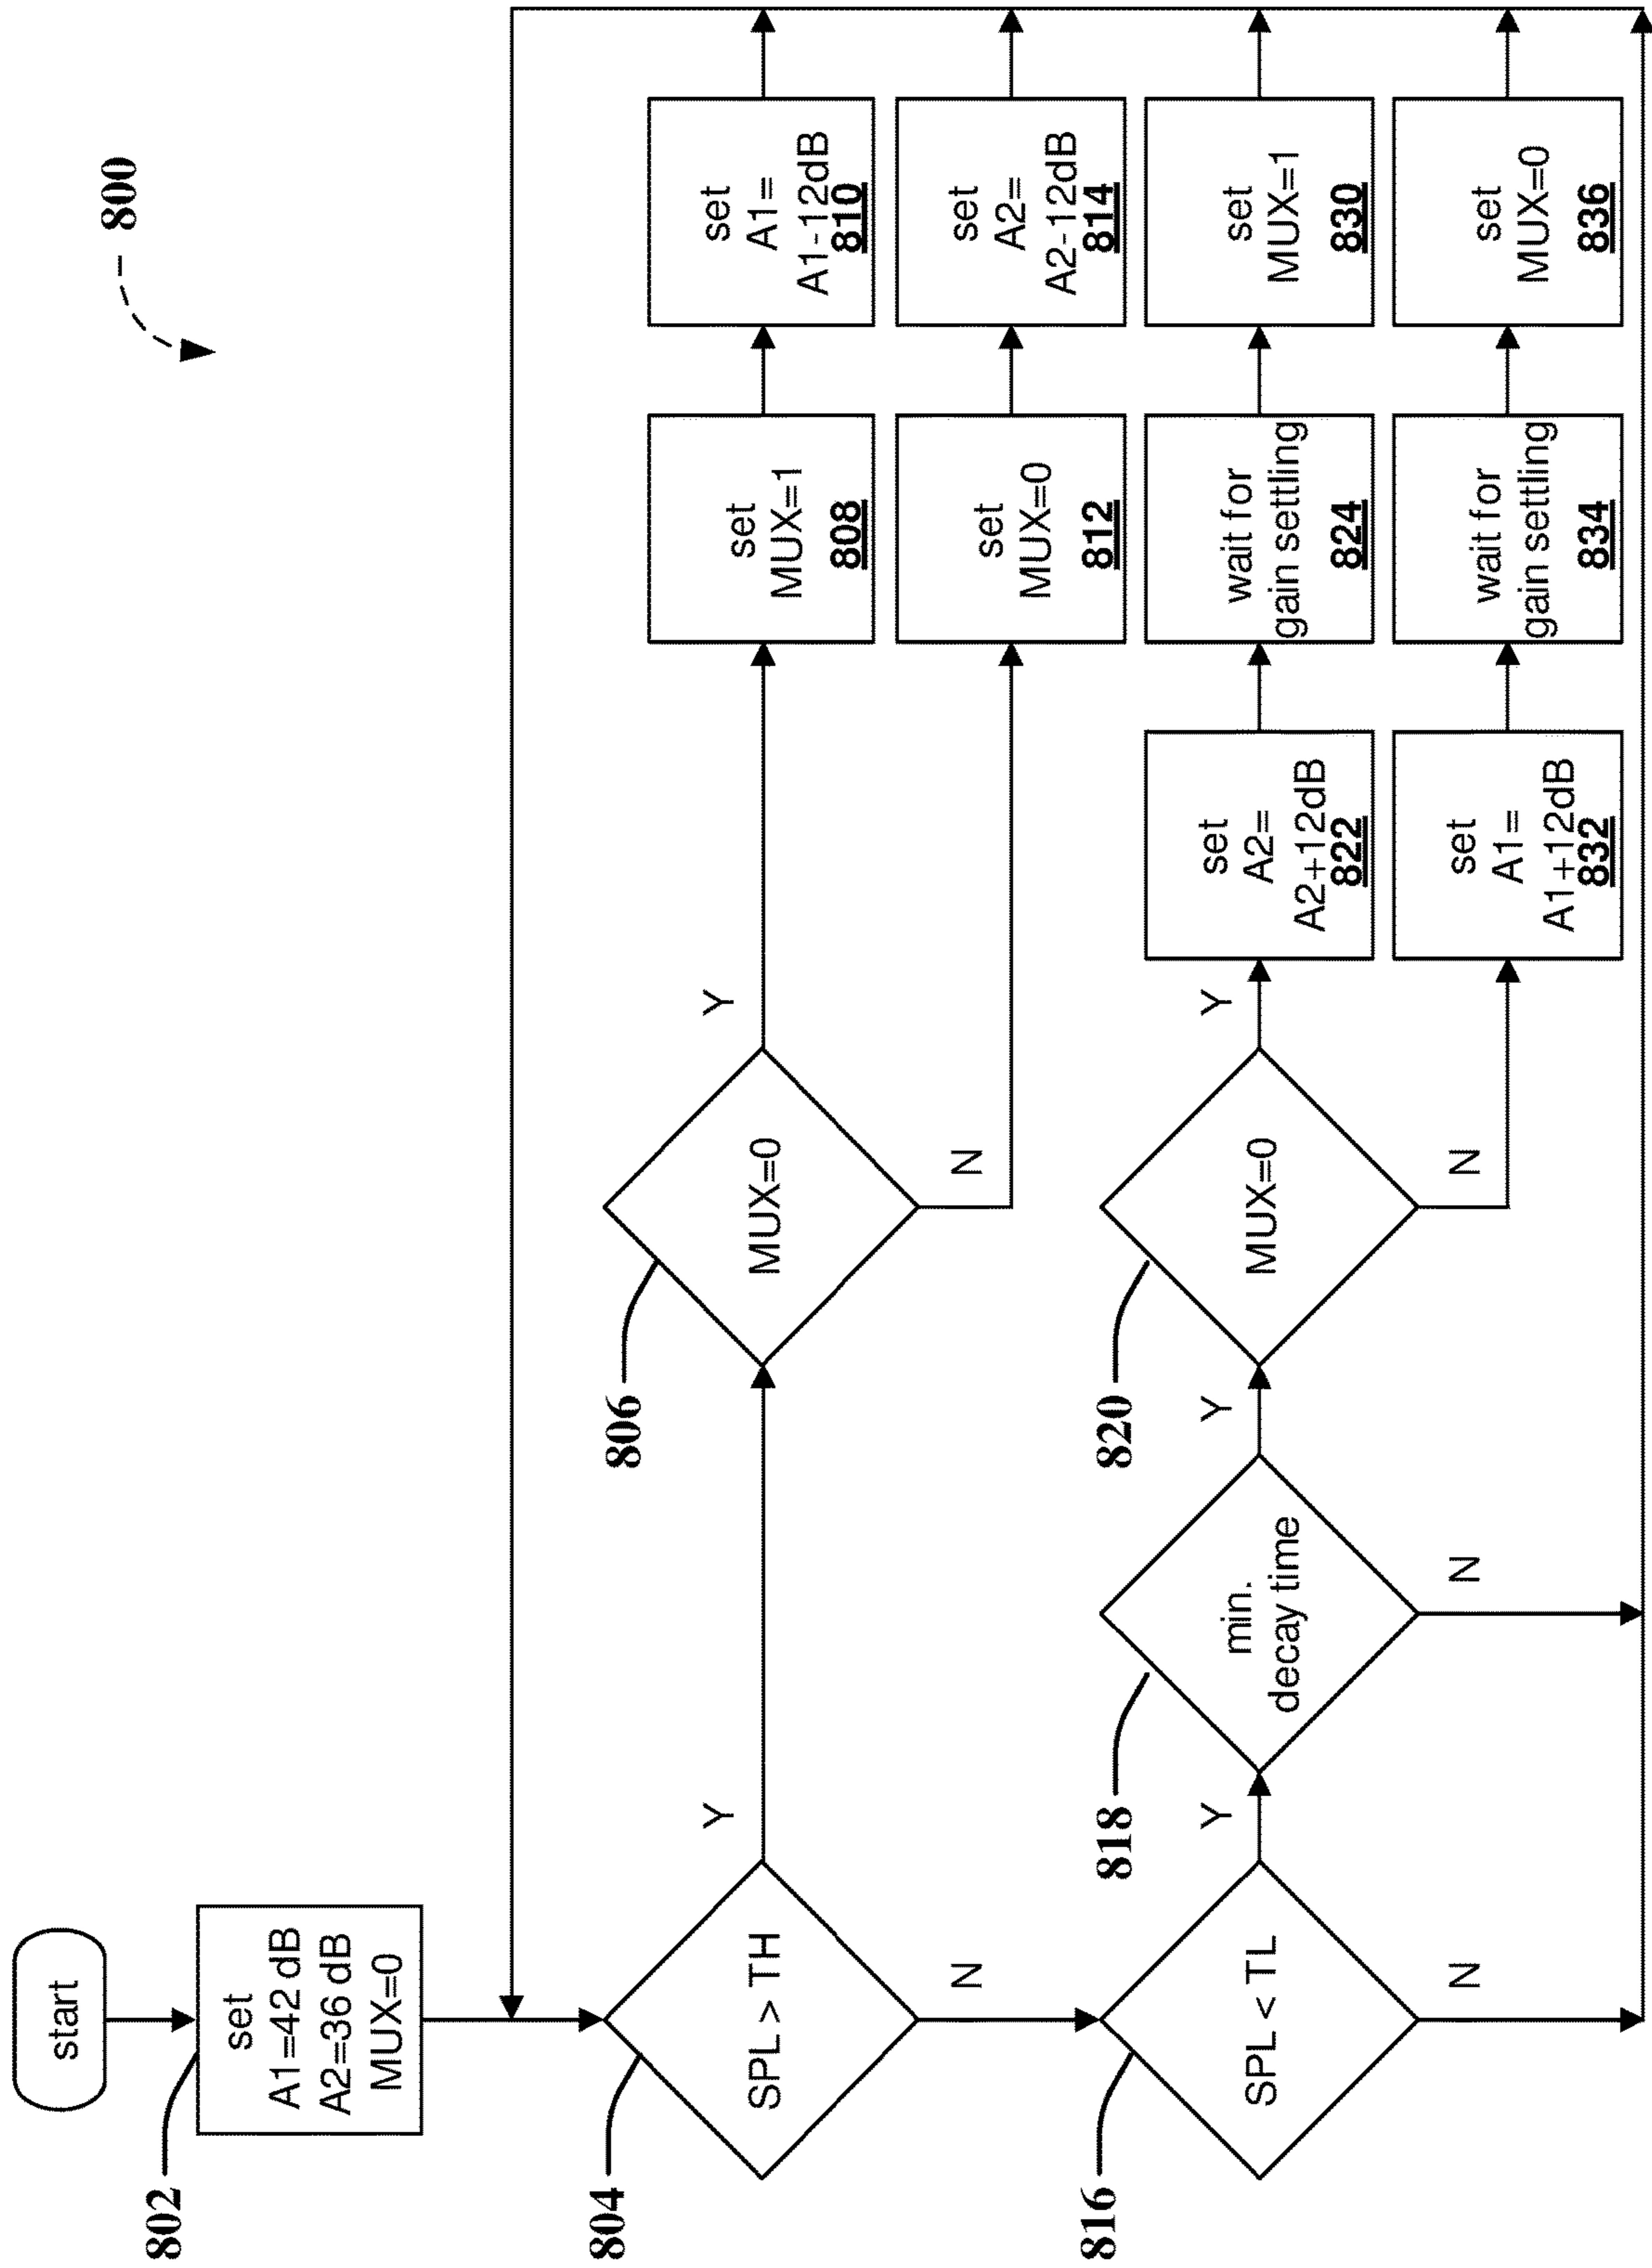 800
start
802
set
A1=42 dB
A2=36 dB
MUX=0
804
SPL > TH
Y
N
806
MUX=0
Y
N
set
MUX=1
808
set
A1=
A1-12dB
810
set
MUX=0
812
set
A2=
A2-12dB
814
816
SPL < TL
Y
N
818
min.
decay time
Y
N
820
MUX=0
Y
N
set
A2=
A2+12dB
822
wait for
gain settling
824
set
MUX=1
830
set
A1=
A1+12dB
832
wait for
gain settling
834
set
MUX=0
836